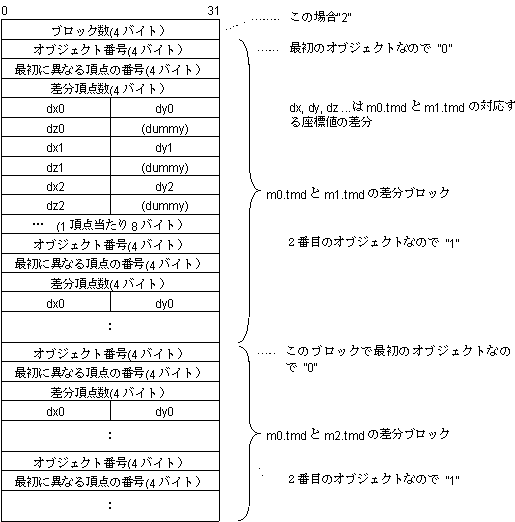 0 31
ブロック数(4バイト) ……… この場合"2"
オブジェクト番号(4バイト) …… 最初のオブジェクトなので "0"
最初に異なる頂点の番号(4バイト)
差分頂点数(4バイト)
dx0 dy0 dx, dy, dz ...は m0.tmd と m1.tmd の対応す
る座標値の差分
dz0 (dummy)
dx1 dy1
dz1 (dummy)
dx2 dy2 m0.tmd と m1.tmd の差分ブロック
dz2 (dummy)
… (1頂点当たり8バイト)
オブジェクト番号(4バイト) 2番目のオブジェクトなので "1"
最初に異なる頂点の番号(4バイト)
差分頂点数(4バイト)
dx0 dy0
:
オブジェクト番号(4バイト) …… このブロックで最初のオブジェクトなの
で "0"
最初に異なる頂点の番号(4バイト)
差分頂点数(4バイト)
dx0 dy0
: m0.tmd と m2.tmd の差分ブロック
オブジェクト番号(4バイト)
最初に異なる頂点の番号(4バイト) 2番目のオブジェクトなので "1"
: